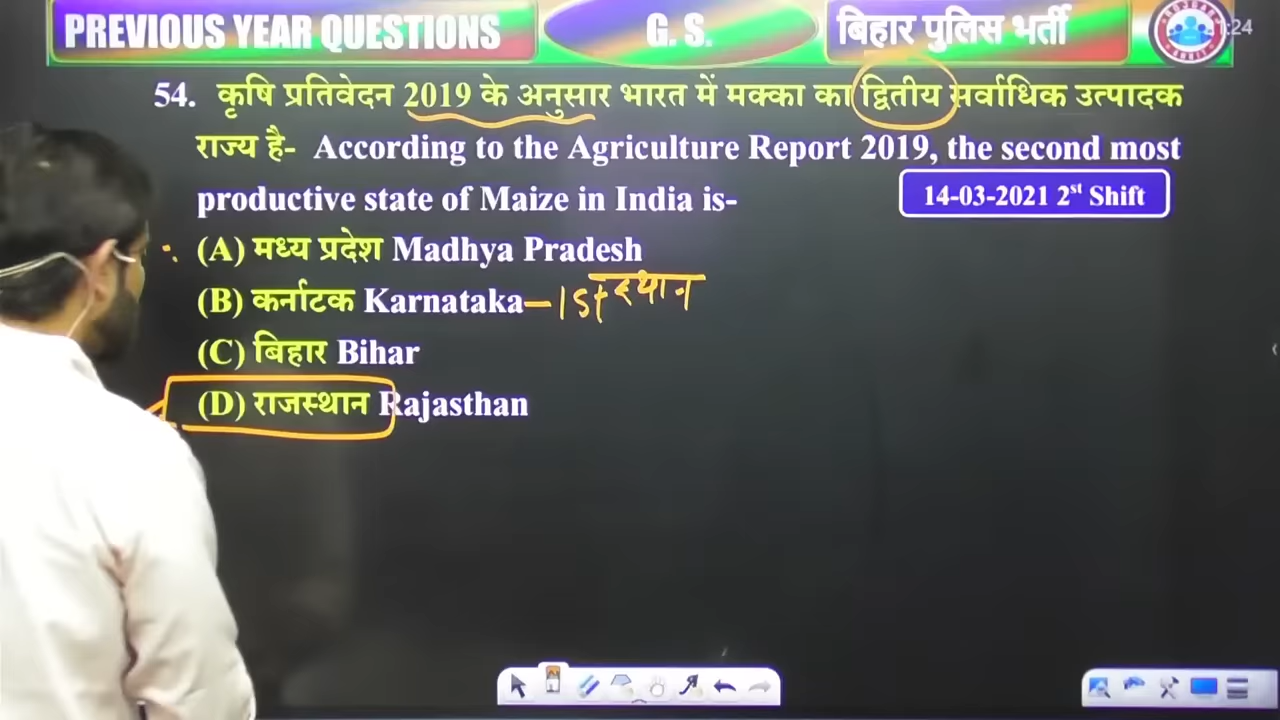 PREVIOUS YEAR QUESTIONS G. S. बिहार पुलिस भर्ती
1:24
54. कृषि प्रतिवेदन 2019 के अनुसार भारत में मक्का का द्वितीय सर्वाधिक उत्पादक
राज्य है- According to the Agriculture Report 2019, the second most
productive state of Maize in India is-
14-03-2021 2st Shift
(A) मध्य प्रदेश Madhya Pradesh
(B) कर्नाटक Karnataka – 1st स्थान
(C) बिहार Bihar
(D) राजस्थान Rajasthan